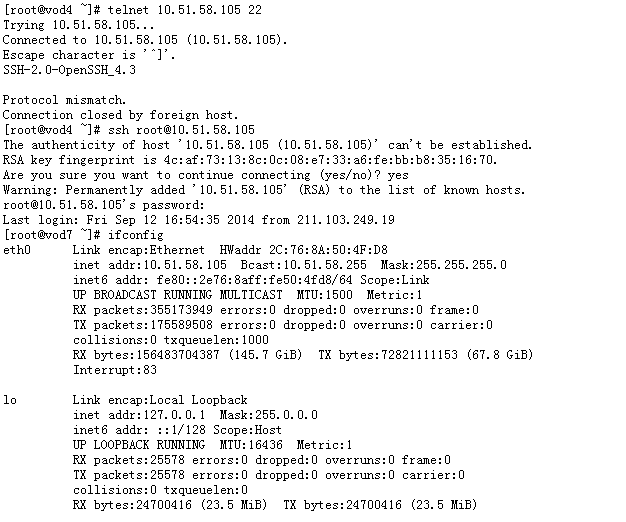 [root@vod4 ~]# telnet 10.51.58.105 22
Trying 10.51.58.105...
Connected to 10.51.58.105 (10.51.58.105).
Escape character is '^]'.
SSH-2.0-OpenSSH_4.3

Protocol mismatch.
Connection closed by foreign host.
[root@vod4 ~]# ssh root@10.51.58.105
The authenticity of host '10.51.58.105 (10.51.58.105)' can't be established.
RSA key fingerprint is 4c:af:73:13:8c:0c:08:e7:33:a6:fe:bb:b8:35:16:70.
Are you sure you want to continue connecting (yes/no)? yes
Warning: Permanently added '10.51.58.105' (RSA) to the list of known hosts.
root@10.51.58.105's password:
Last login: Fri Sep 12 16:54:35 2014 from 211.103.249.19
[root@vod7 ~]# ifconfig
eth0      Link encap:Ethernet  HWaddr 2C:76:8A:50:4F:D8
          inet addr:10.51.58.105  Bcast:10.51.58.255  Mask:255.255.255.0
          inet6 addr: fe80::2e76:8aff:fe50:4fd8/64 Scope:Link
          UP BROADCAST RUNNING MULTICAST  MTU:1500  Metric:1
          RX packets:355173949 errors:0 dropped:0 overruns:0 frame:0
          TX packets:175589508 errors:0 dropped:0 overruns:0 carrier:0
          collisions:0 txqueuelen:1000
          RX bytes:156483704387 (145.7 GiB)  TX bytes:72821111153 (67.8 GiB)
          Interrupt:83

lo        Link encap:Local Loopback
          inet addr:127.0.0.1  Mask:255.0.0.0
          inet6 addr: ::1/128 Scope:Host
          UP LOOPBACK RUNNING  MTU:16436  Metric:1
          RX packets:25578 errors:0 dropped:0 overruns:0 frame:0
          TX packets:25578 errors:0 dropped:0 overruns:0 carrier:0
          collisions:0 txqueuelen:0
          RX bytes:24700416 (23.5 MiB)  TX bytes:24700416 (23.5 MiB)